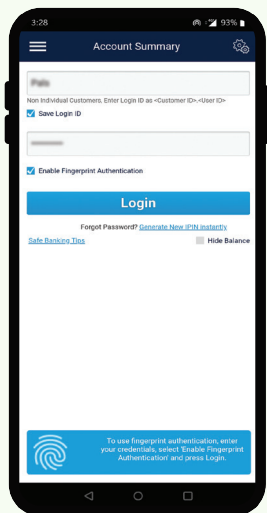 3:28
93%
Account Summary
Non Individual Customers, Enter Login ID as <Customer ID>.<User ID>
Save Login ID
Enable Fingerprint Authentication
Login
Forgot Password? Generate New IPIN Instantly
Safe Banking Tips
Hide Balance
To use fingerprint authentication, enter
your credentials, select 'Enable Fingerprint
Authentication' and press Login.